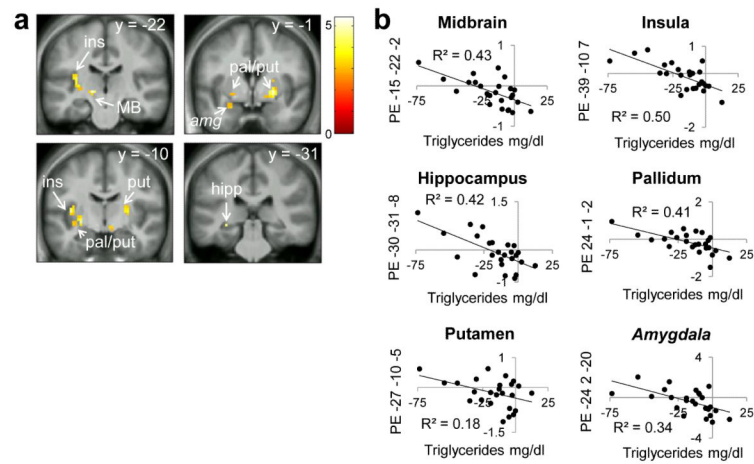 a
y = -22
ins
MB
y = -1
pal/put
amg
5
0
y = -10
ins
put
pal/put
y = -31
hipp
b
Midbrain
R² = 0.43
1
-75
-25
25
-2
PE -15 -22 -2
Triglycerides mg/dl
Insula
R² = 0.50
1
-75
-25
25
-2
PE -39 -10 7
Triglycerides mg/dl
Hippocampus
R² = 0.42
1.5
-75
-25
25
-1
PE -30 -31 -8
Triglycerides mg/dl
Pallidum
R² = 0.41
2
-75
-25
25
-2
PE 24 -1 -2
Triglycerides mg/dl
Putamen
R² = 0.18
1
-75
-25
25
-1.5
PE -27 -10 -5
Triglycerides mg/dl
Amygdala
R² = 0.34
4
-75
-25
25
-4
PE -24 2 -20
Triglycerides mg/dl